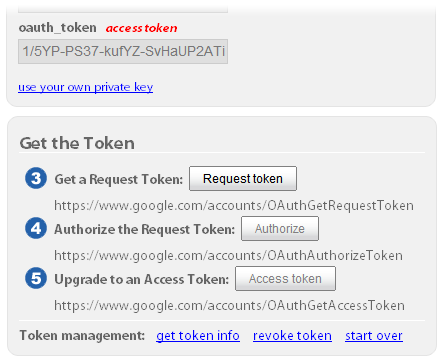 oauth_token access token
1/5YP-PS37-kufYZ-SvHaUP2ATi
use your own private key
Get the Token
3 Get a Request Token: Request token
https://www.google.com/accounts/OAuthGetRequestToken
4 Authorize the Request Token: Authorize
https://www.google.com/accounts/OAuthAuthorizeToken
5 Upgrade to an Access Token: Access token
https://www.google.com/accounts/OAuthGetAccessToken
Token management: get token info revoke token start over